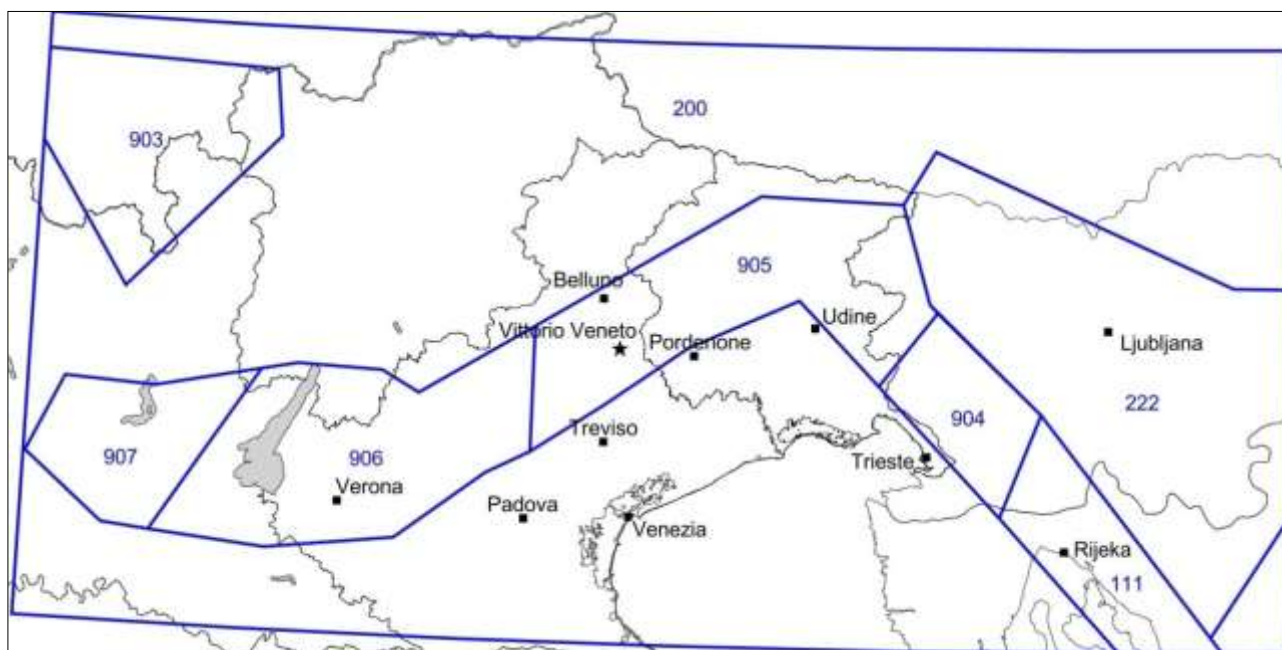 200
903
905
Belluno
Udine
Vittorio Veneto
Pordenone
Ljubljana
222
904
Treviso
907
906
Trieste
Verona
Padova
Venezia
Rijeka
111